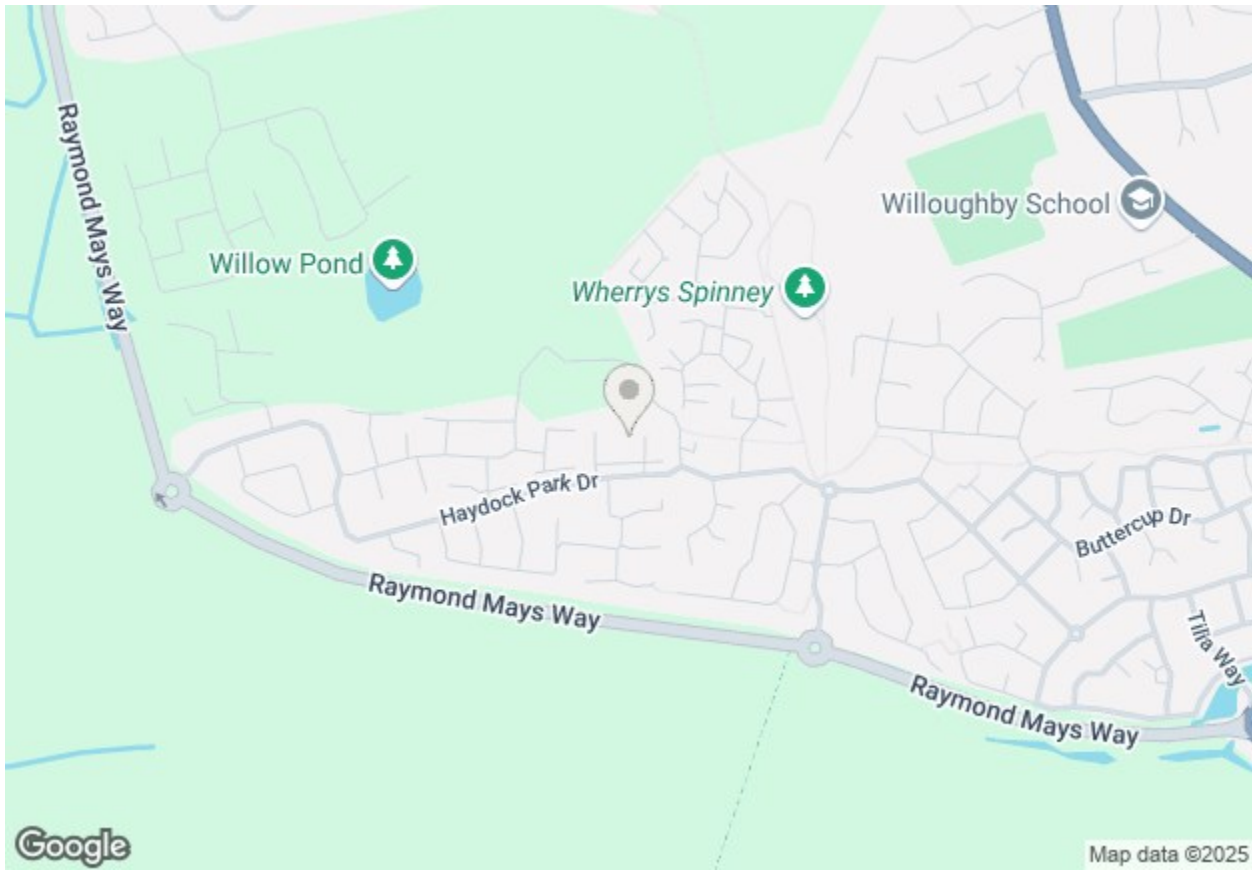 Raymond Mays Way
Willoughby School
Willow Pond
Wherrys Spinney
Haydock Park Dr
Buttercup Dr
Raymond Mays Way
Tilia Way
Raymond Mays Way
Google
Map data ©2025